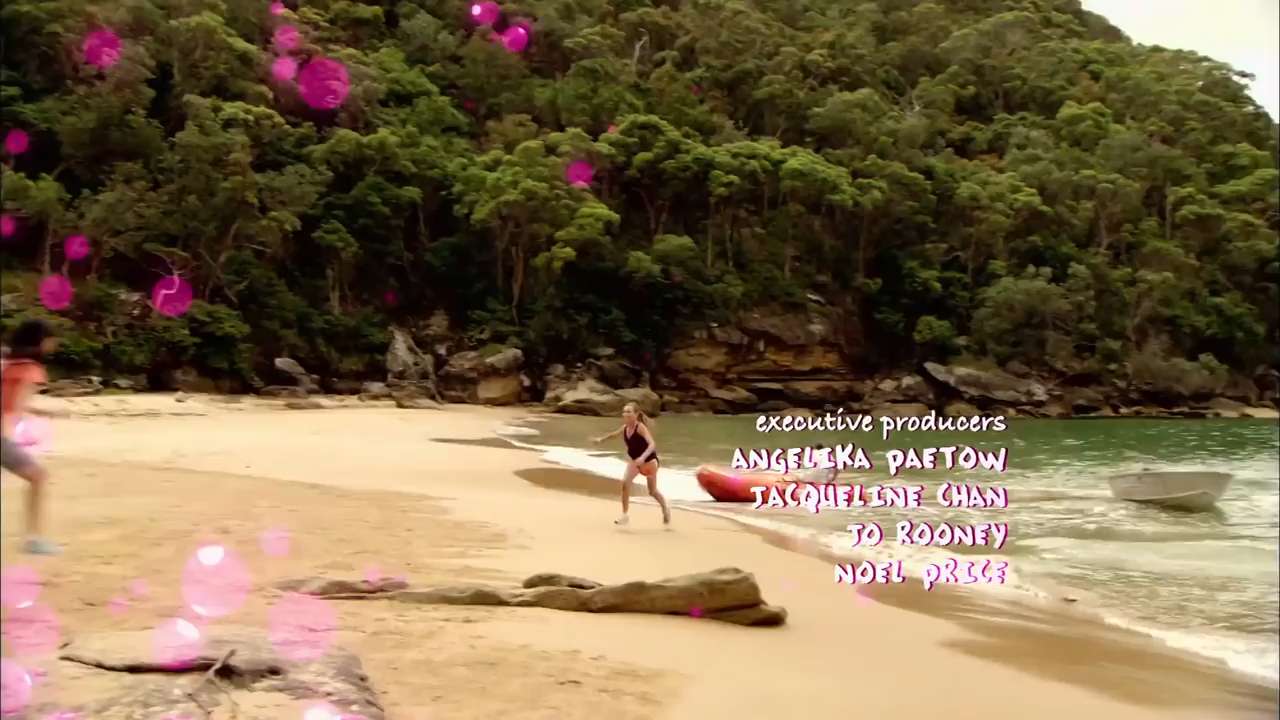 executive producers
ANGELIKA PAETOW
JACQUELINE CHAN
JO ROONEY
NOEL PRICE